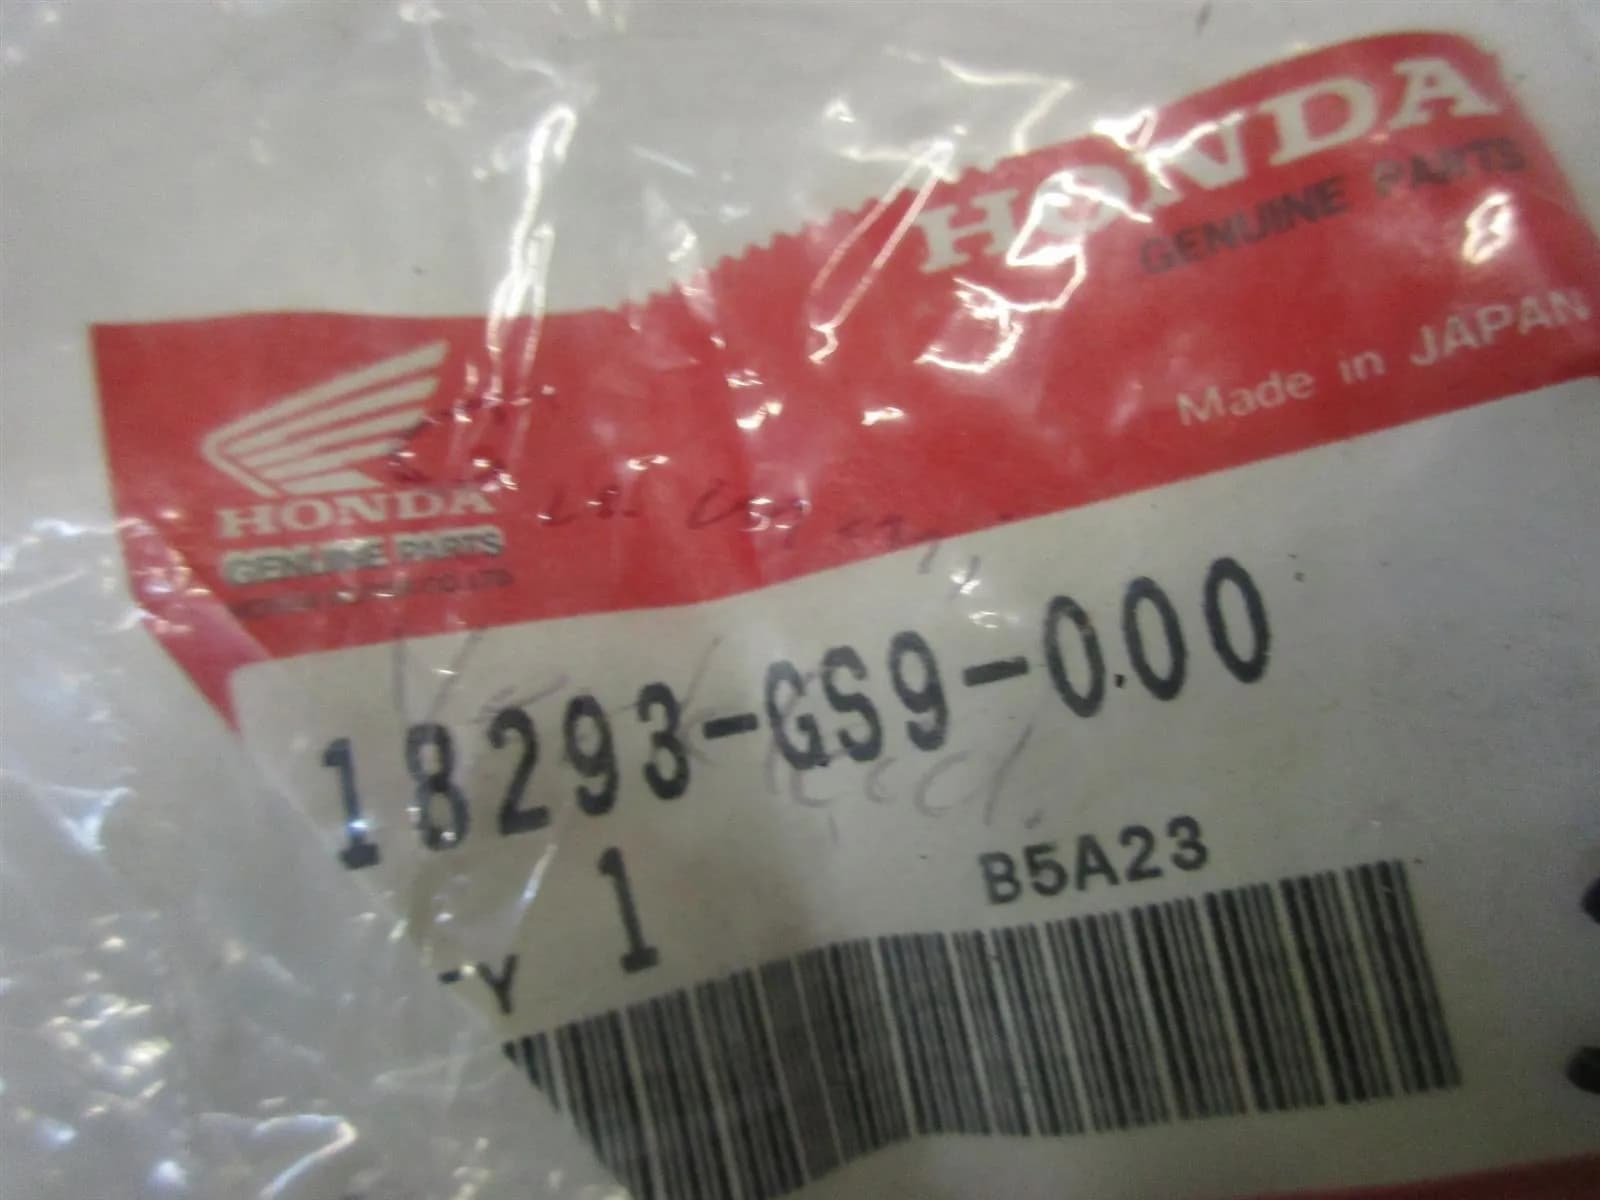 HONDA
GENUINE PARTS
Made in JAPAN
HONDA
GENUINE PARTS
18293-GS9-000
1
B5A23